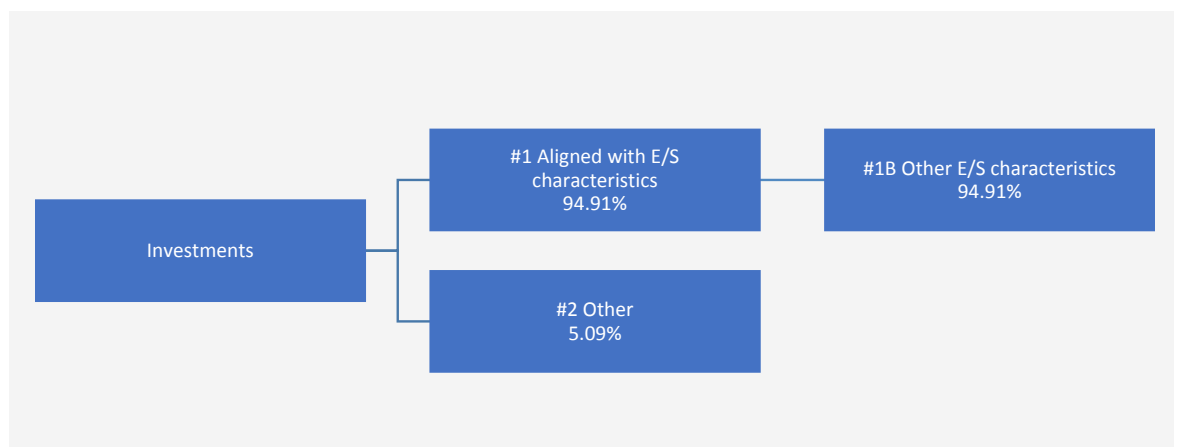 Investments
#1 Aligned with E/S
characteristics
94.91%
#2 Other
5.09%
#1B Other E/S characteristics
94.91%